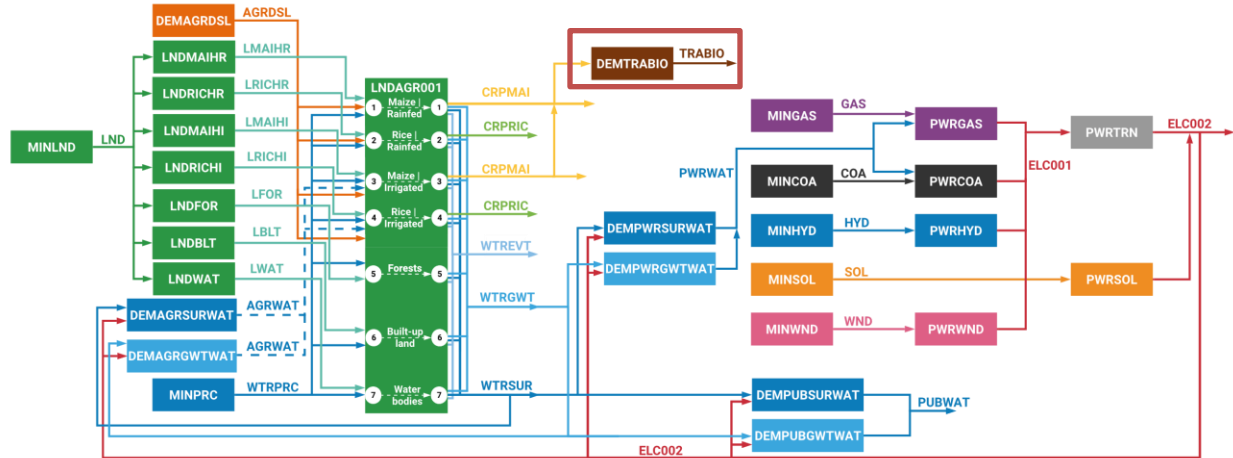 DEMAGRDSL
AGRDSL
LNDMAIHR
LMAIHR
LNDRICHR
LRICHR
LNDMAIHI
LMAIHI
LNDRICHI
LRICHI
LNDFOR
LFOR
LNDBLT
LBLT
LNDWAT
LWAT
MINLND
LND
DEMAGRSURWAT
AGRWAT
DEMAGRGWTWAT
AGRWAT
MINPRC
WTRPRC
LNDAGR001
1 Maize | Rainfed 1
2 Rice | Rainfed 2
3 Maize | Irrigated 3
4 Rice | Irrigated 4
5 Forests 5
6 Built-up land 6
7 Water bodies 7
CRPMAI
CRPRIC
CRPMAI
CRPRIC
WTREVT
WTRGWT
WTRSUR
DEMTRABIO
TRABIO
DEMPWRSURWAT
DEMPWRGWTWAT
PWRWAT
MINGAS
GAS
PWRGAS
MINCOA
COA
PWRCOA
MINHYD
HYD
PWRHYD
MINSOL
SOL
PWRSOL
MINWND
WND
PWRWND
ELC001
PWRTRN
ELC002
DEMPUBSURWAT
DEMPUBGWTWAT
PUBWAT
ELC002